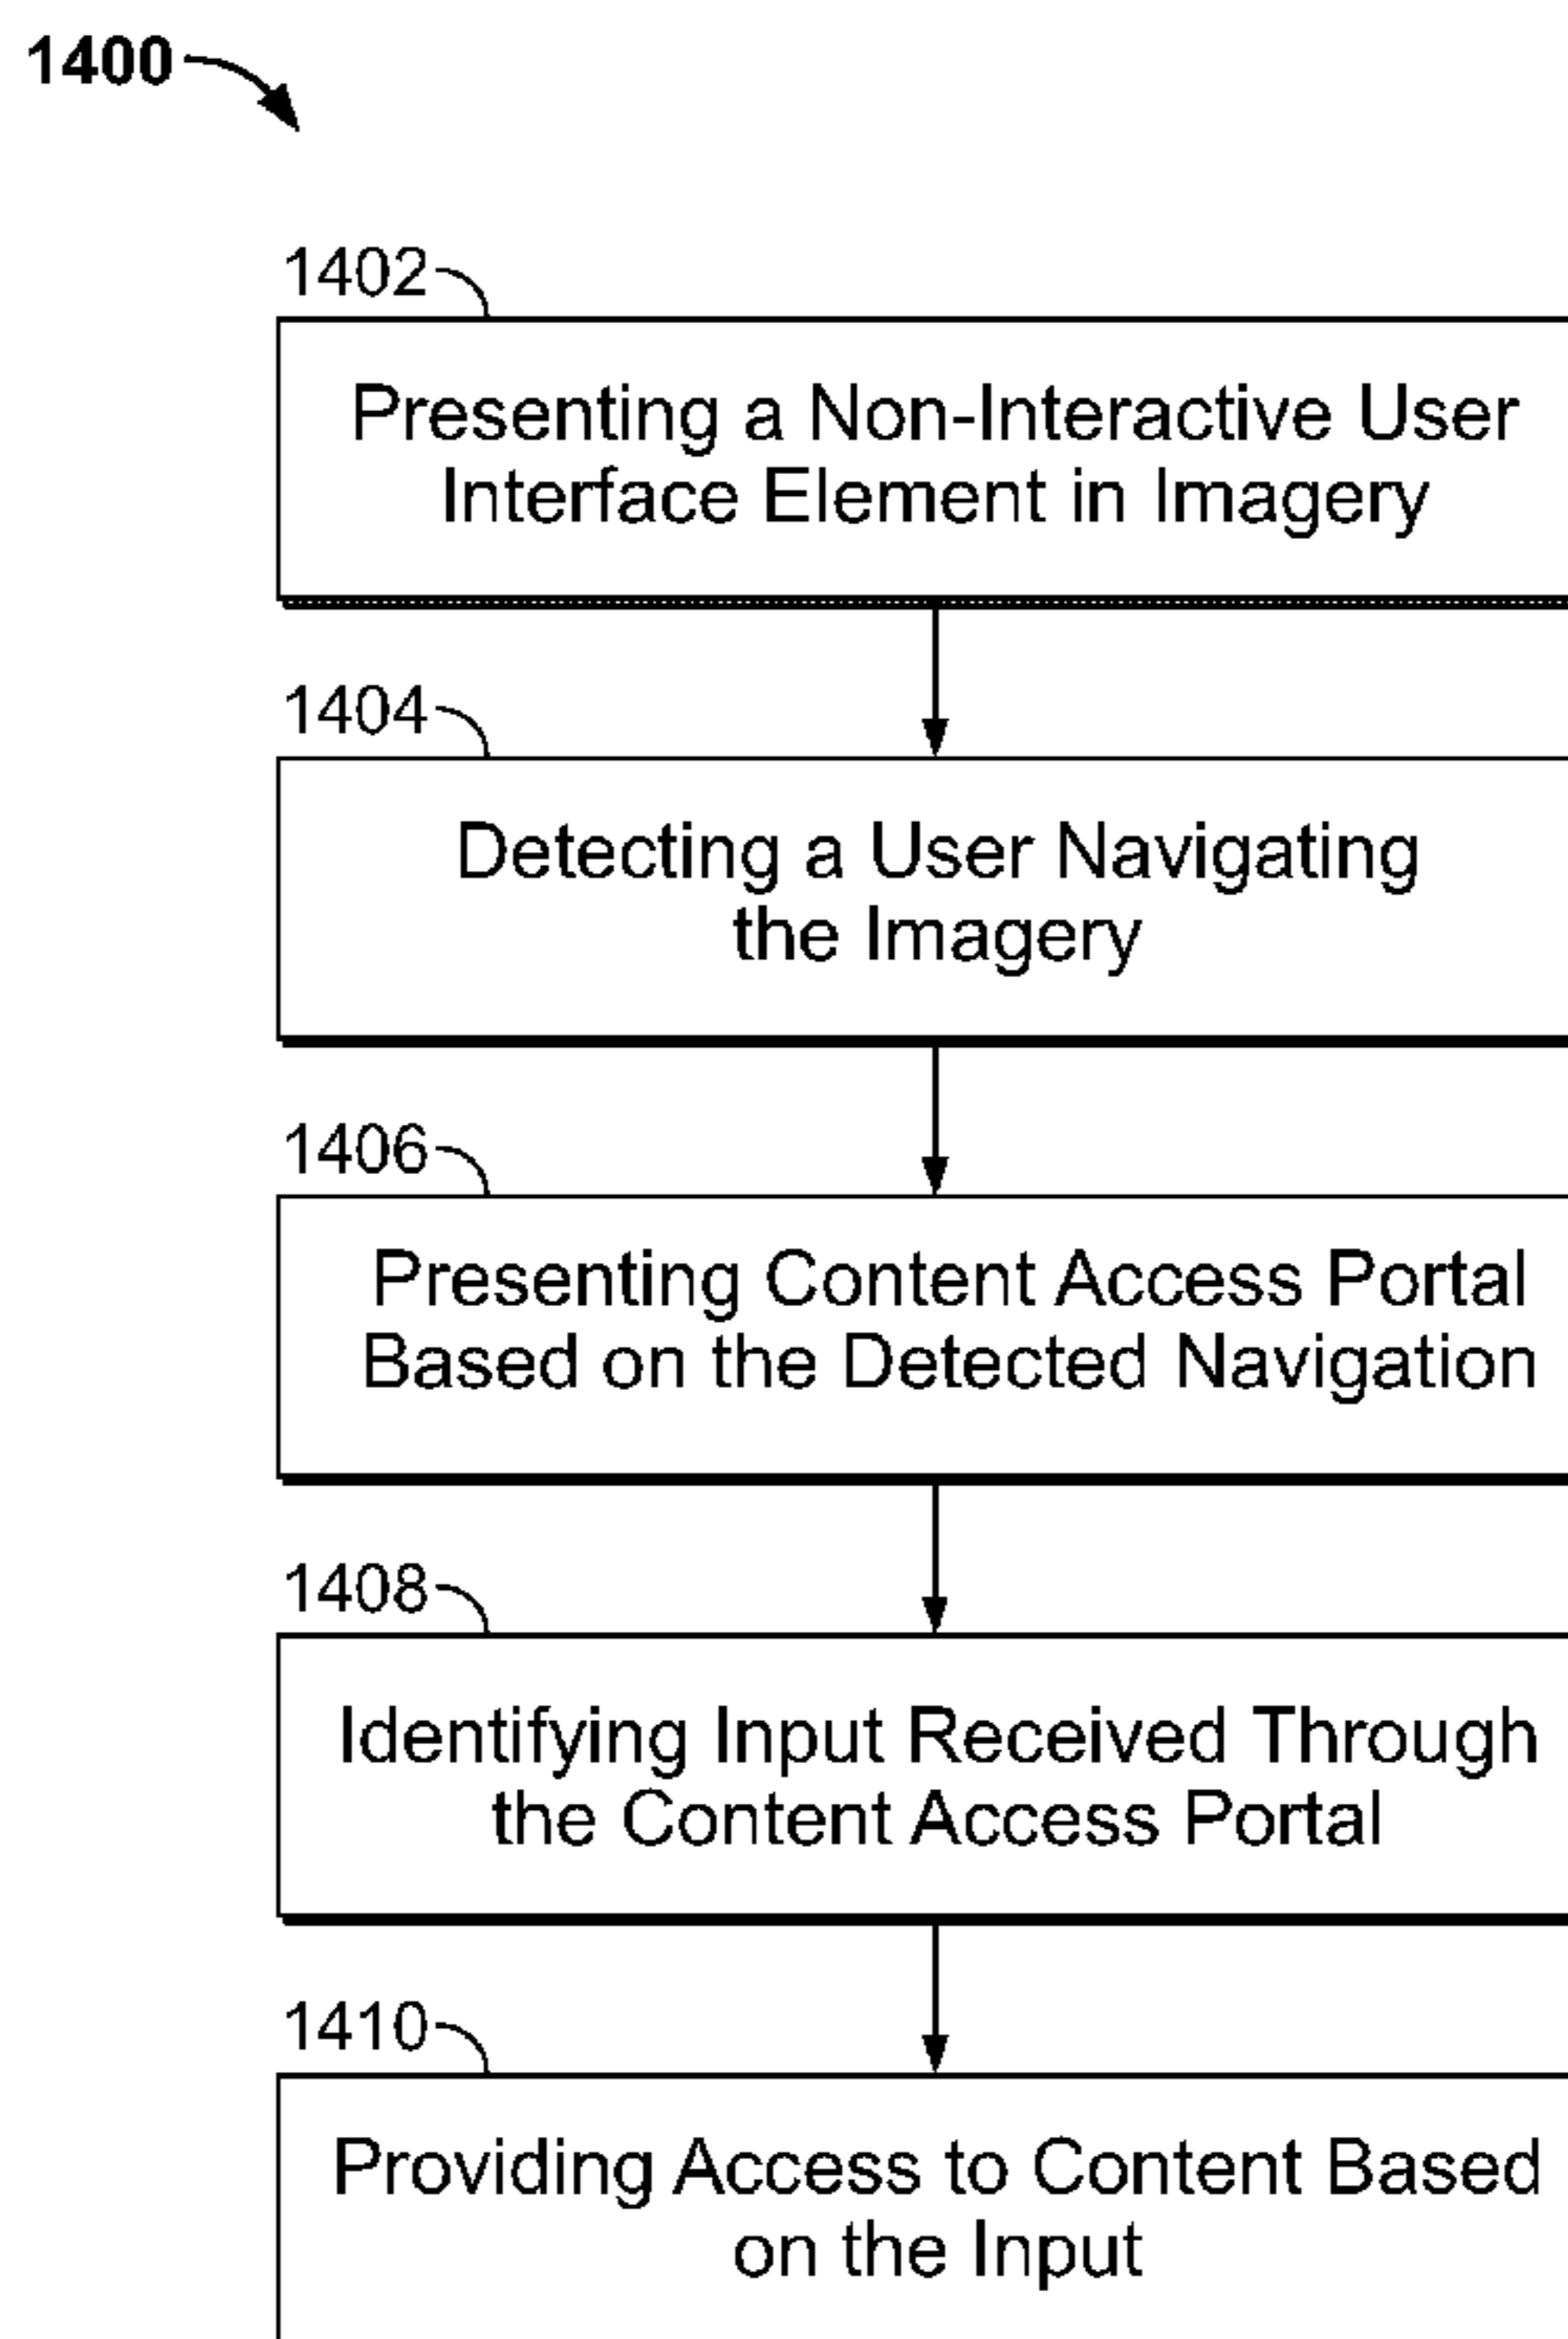 1400
1402
Presenting a Non-Interactive User
Interface Element in Imagery
1404
Detecting a User Navigating
the Imagery
1406
Presenting Content Access Portal
Based on the Detected Navigation
1408
Identifying Input Received Through
the Content Access Portal
1410
Providing Access to Content Based
on the Input